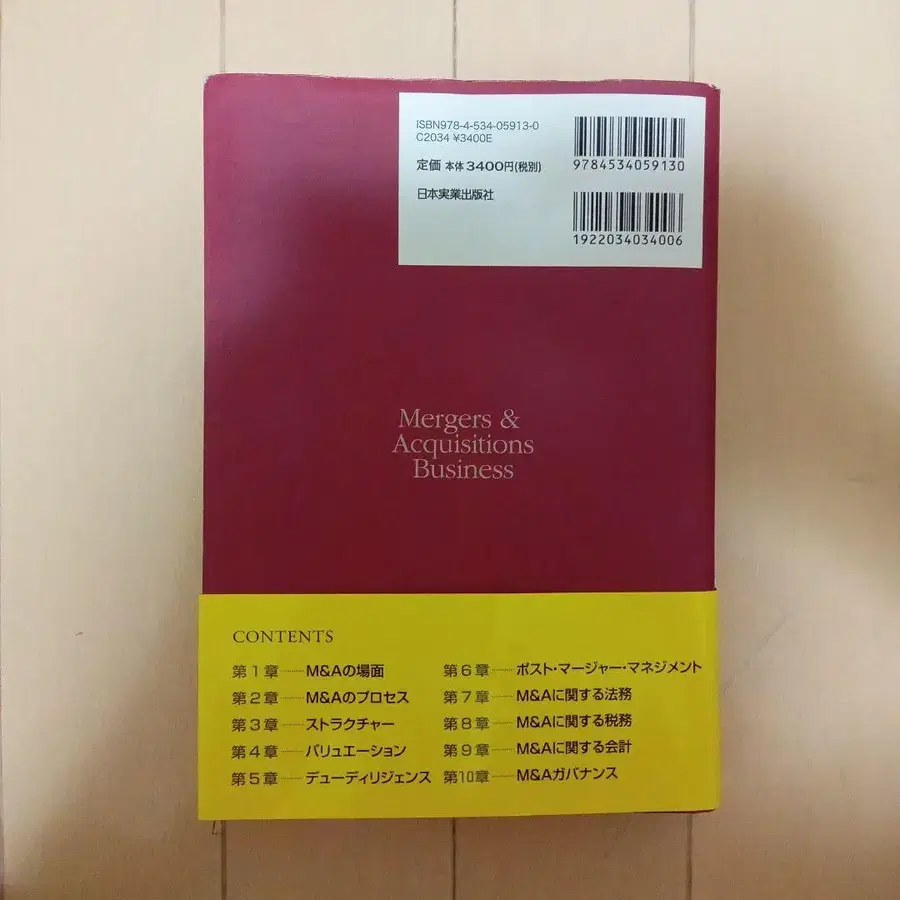 ISBN978-4-534-05913-0
C2034 ¥3400E
定価 本体3400円(税別)
日本実業出版社
9784534059130
1922034034006
Mergers &
Acquisitions
Business
CONTENTS
第1章 ┈┈ M&Aの場面
第2章 ┈┈ M&Aのプロセス
第3章 ┈┈ ストラクチャー
第4章 ┈┈ バリュエーション
第5章 ┈┈ デューディリジェンス
第6章 ┈┈ ポスト・マージャー・マネジメント
第7章 ┈┈ M&Aに関する法務
第8章 ┈┈ M&Aに関する税務
第9章 ┈┈ M&Aに関する会計
第10章 ┈┈ M&Aガバナンス